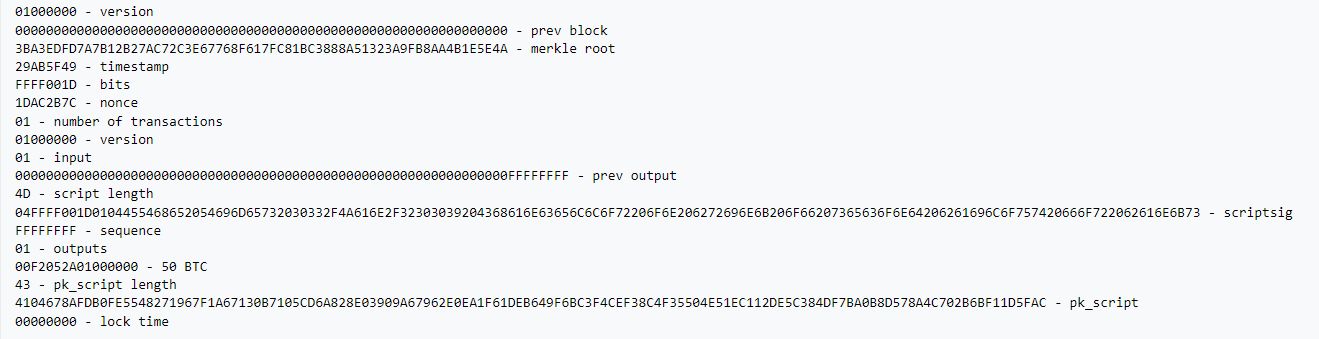 01000000 - version
0000000000000000000000000000000000000000000000000000000000000000 - prev block
3BA3EDFD7A7B12B27AC72C3E67768F617FC81BC3888A51323A9FB8AA4B1E5E4A - merkle root
29AB5F49 - timestamp
FFFF001D - bits
1DAC2B7C - nonce
01 - number of transactions
01000000 - version
01 - input
0000000000000000000000000000000000000000000000000000000000000000FFFFFFFF - prev output
4D - script length
04FFFF001D0104455468652054696D65732030332F4A616E2F32303039204368616E63656C6C6F72206F6E206272696E6B206F66207365636F6E64206261696C6F757420666F722062616E6B73 - scriptsig
FFFFFFFF - sequence
01 - outputs
00F2052A01000000 - 50 BTC
43 - pk_script length
4104678AFDB0FE5548271967F1A67130B7105CD6A828E03909A67962E0EA1F61DEB649F6BC3F4CEF38C4F35504E51EC112DE5C384DF7BA0B8D578A4C702B6BF11D5FAC - pk_script
00000000 - lock time